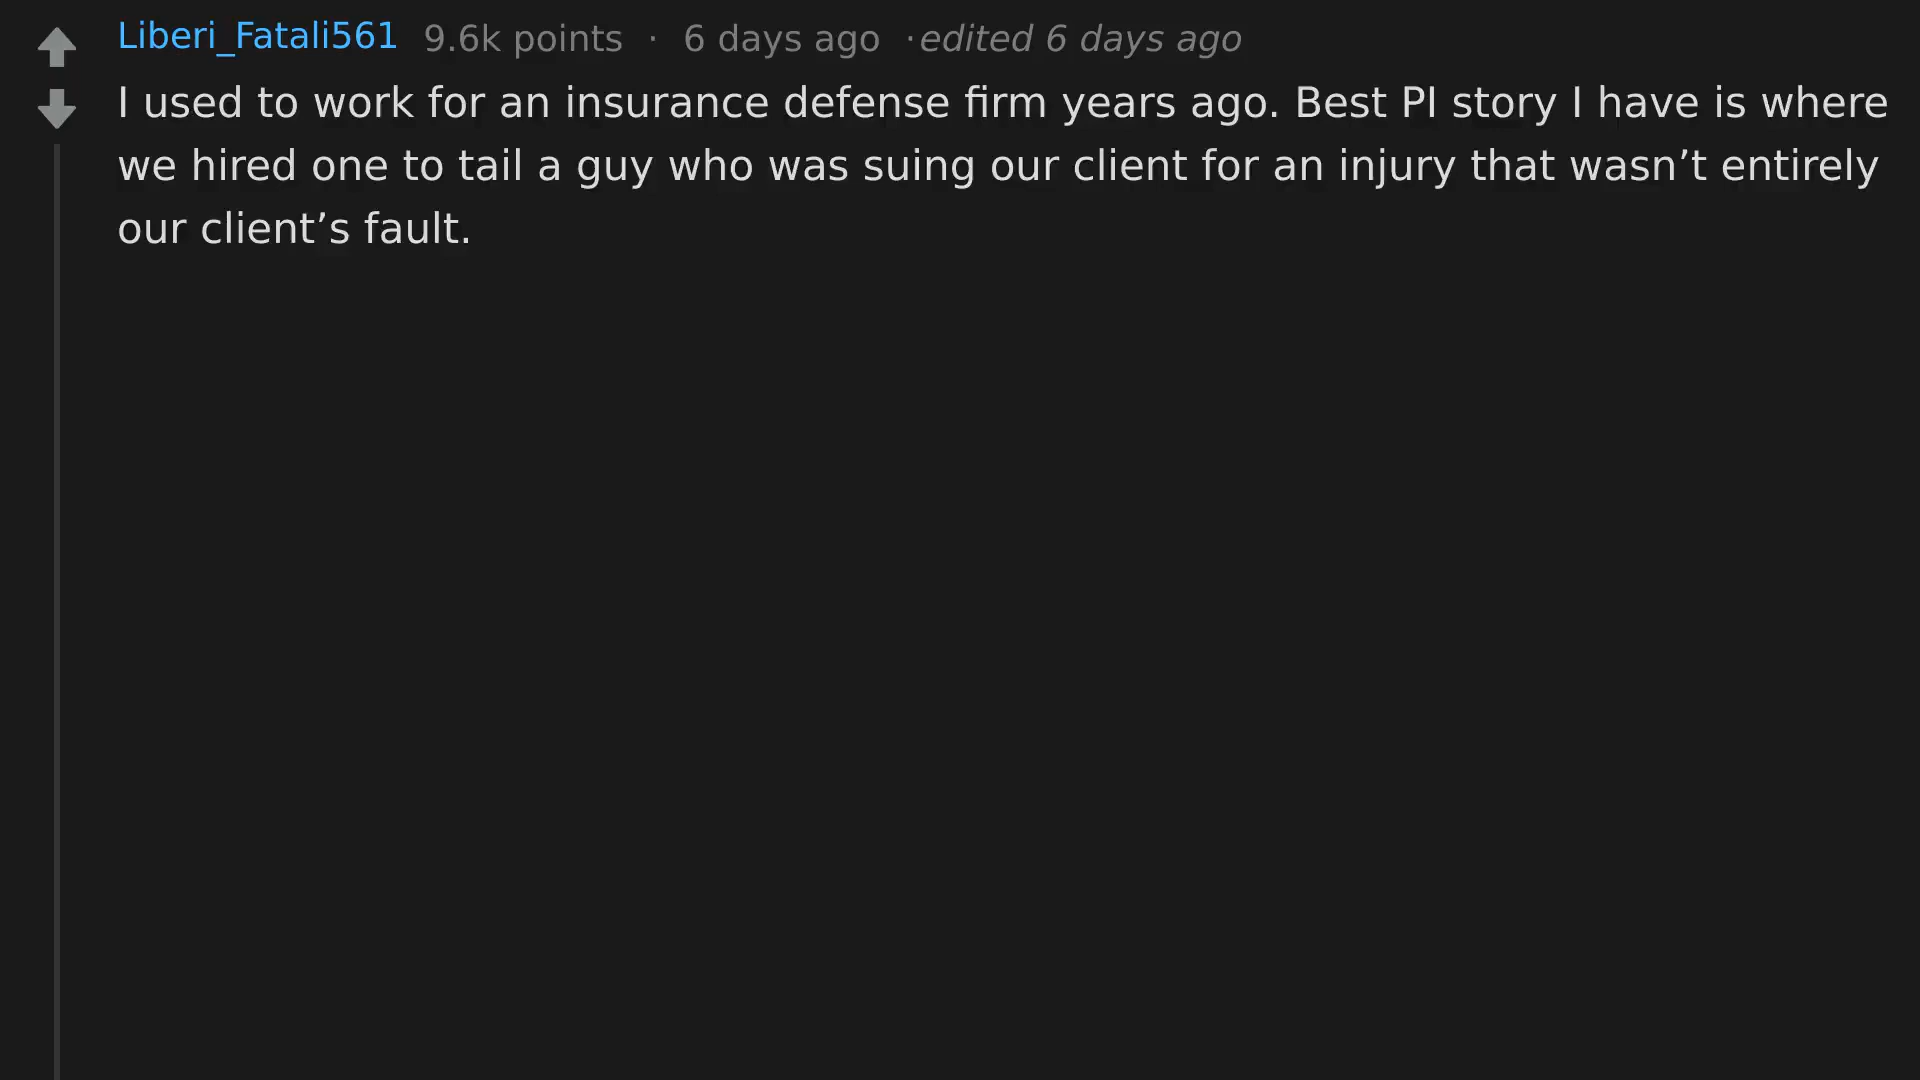 Liberi_Fatali561 9.6k points · 6 days ago ·edited 6 days ago
I used to work for an insurance defense firm years ago. Best PI story I have is where
we hired one to tail a guy who was suing our client for an injury that wasn’t entirely
our client’s fault.